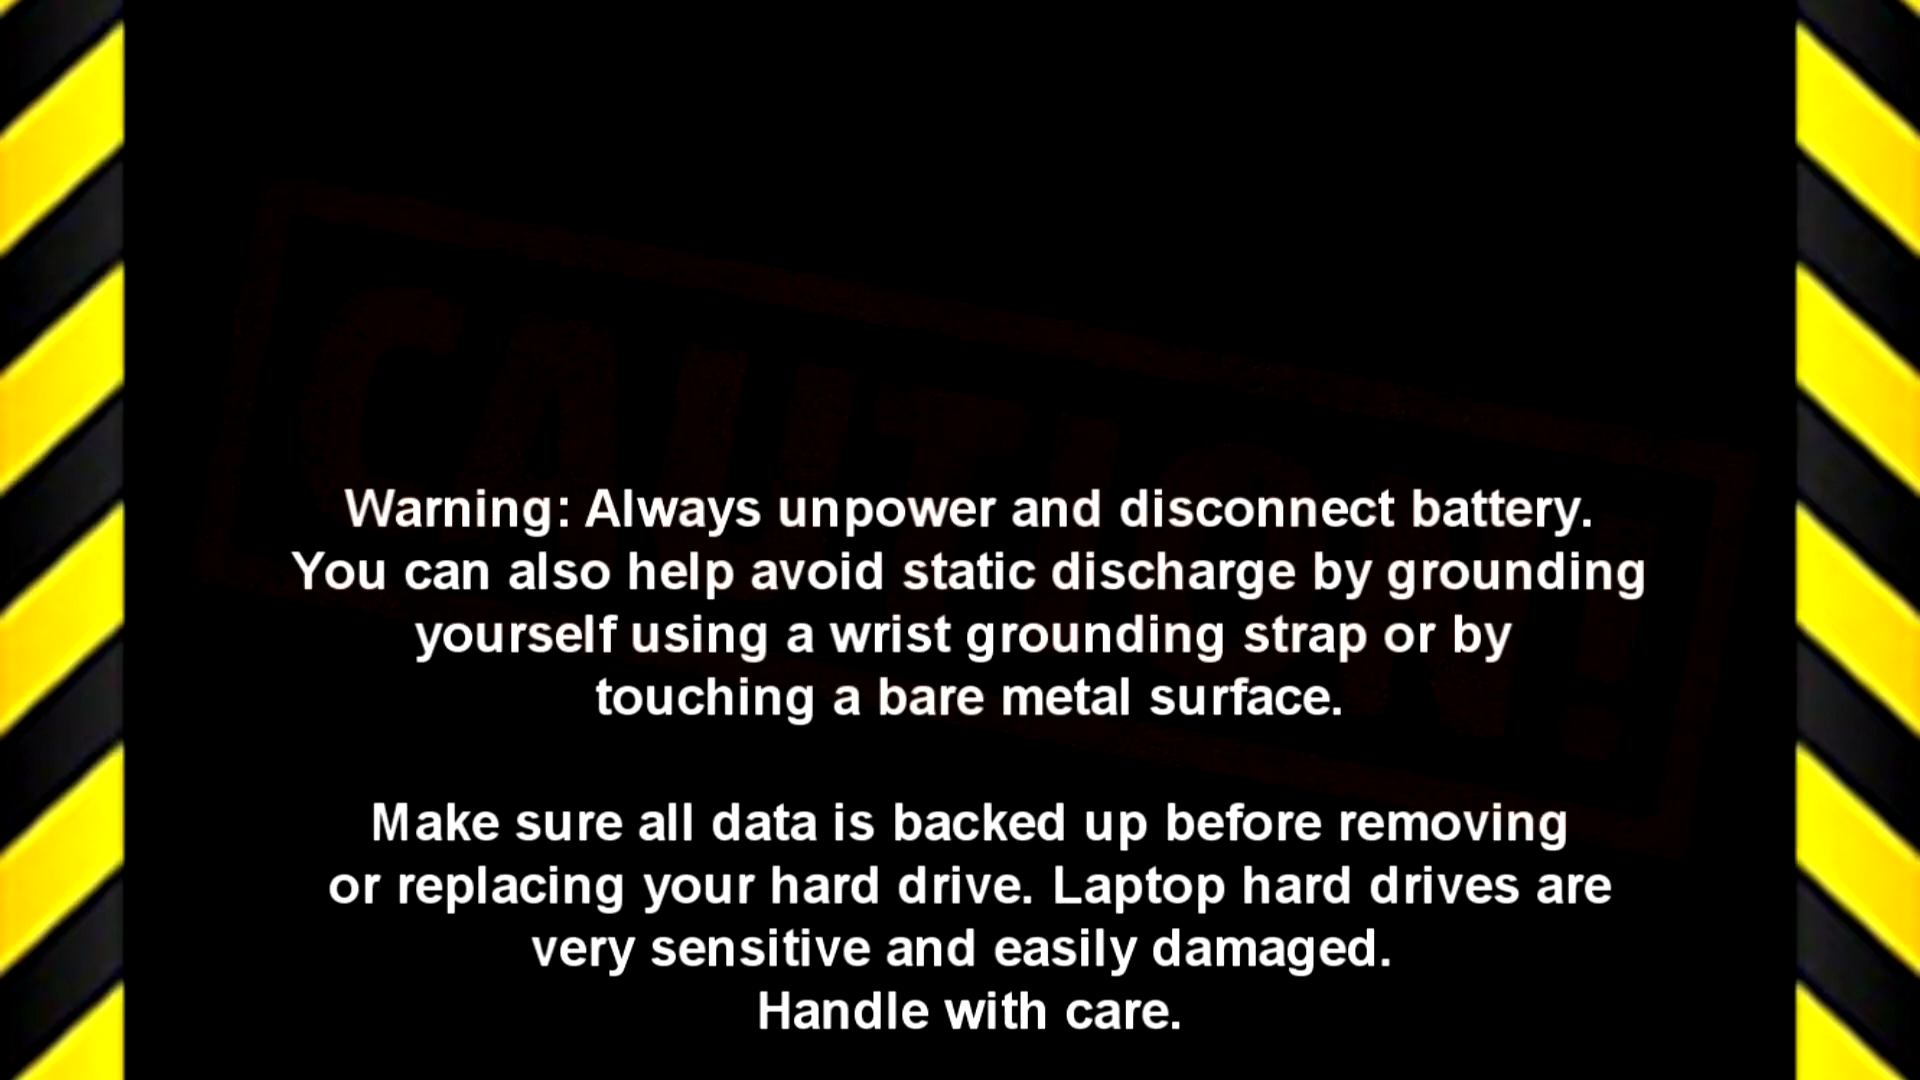 CAUTION!
Warning: Always unpower and disconnect battery.
You can also help avoid static discharge by grounding
yourself using a wrist grounding strap or by
touching a bare metal surface.
Make sure all data is backed up before removing
or replacing your hard drive. Laptop hard drives are
very sensitive and easily damaged.
Handle with care.